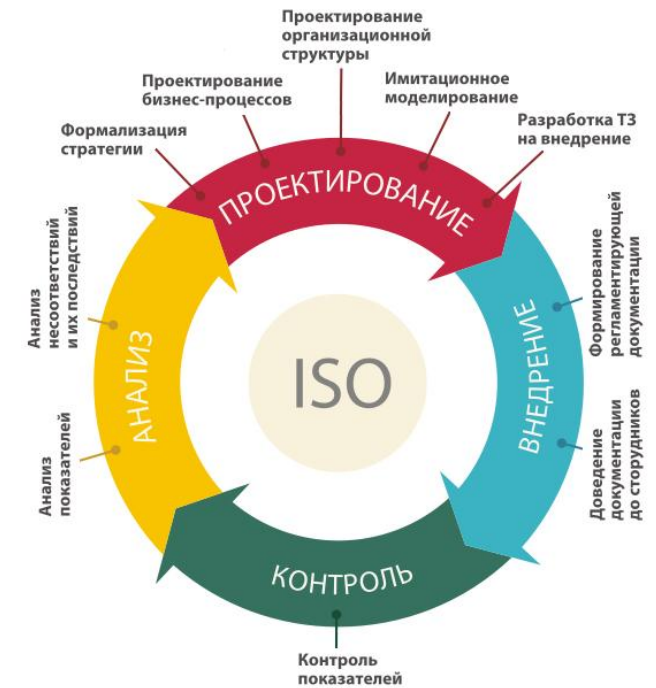 Проектирование
организационной
структуры
Проектирование
бизнес-процессов
Имитационное
моделирование
Формализация
стратегии
Разработка ТЗ
на внедрение
ПРОЕКТИРОВАНИЕ
Формирование
регламентирующей
документации
ВНЕДРЕНИЕ
Доведение
документации
до сторудников
КОНТРОЛЬ
Контроль
показателей
Анализ
показателей
АНАЛИЗ
Анализ
несоответствий
и их последствий
ISO